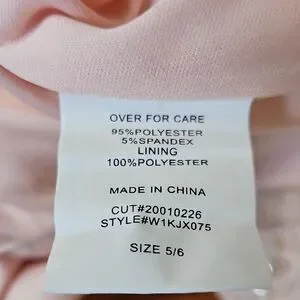 OVER FOR CARE
95%POLYESTER
5%SPANDEX
LINING
100%POLYESTER
MADE IN CHINA
CUT#20010226
STYLE#W1KJX075
SIZE 5/6